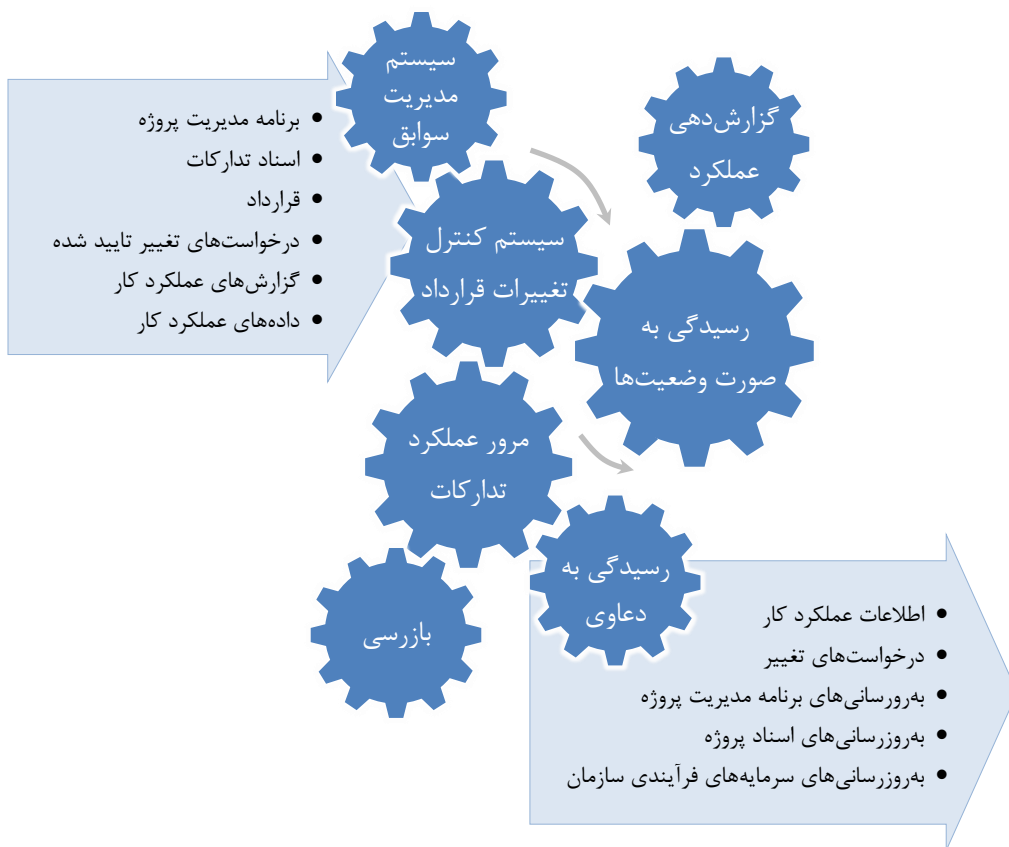 برنامه مدیریت پروژه
اسناد تدارکات
قرارداد
درخواست‌های تغییر تایید شده
گزارش‌های عملکرد کار
داده‌های عملکرد کار
سیستم
مدیریت
سوابق
گزارش‌دهی
عملکرد
سیستم کنترل
تغییرات قرارداد
رسیدگی به
صورت وضعیت‌ها
مرور عملکرد
تدارکات
رسیدگی به
دعاوی
بازرسی
اطلاعات عملکرد کار
درخواست‌های تغییر
به‌رورسانی‌های برنامه مدیریت پروژه
به‌روزرسانی‌های اسناد پروژه
به‌روزرسانی‌های سرمایه‌های فرآیندی سازمان